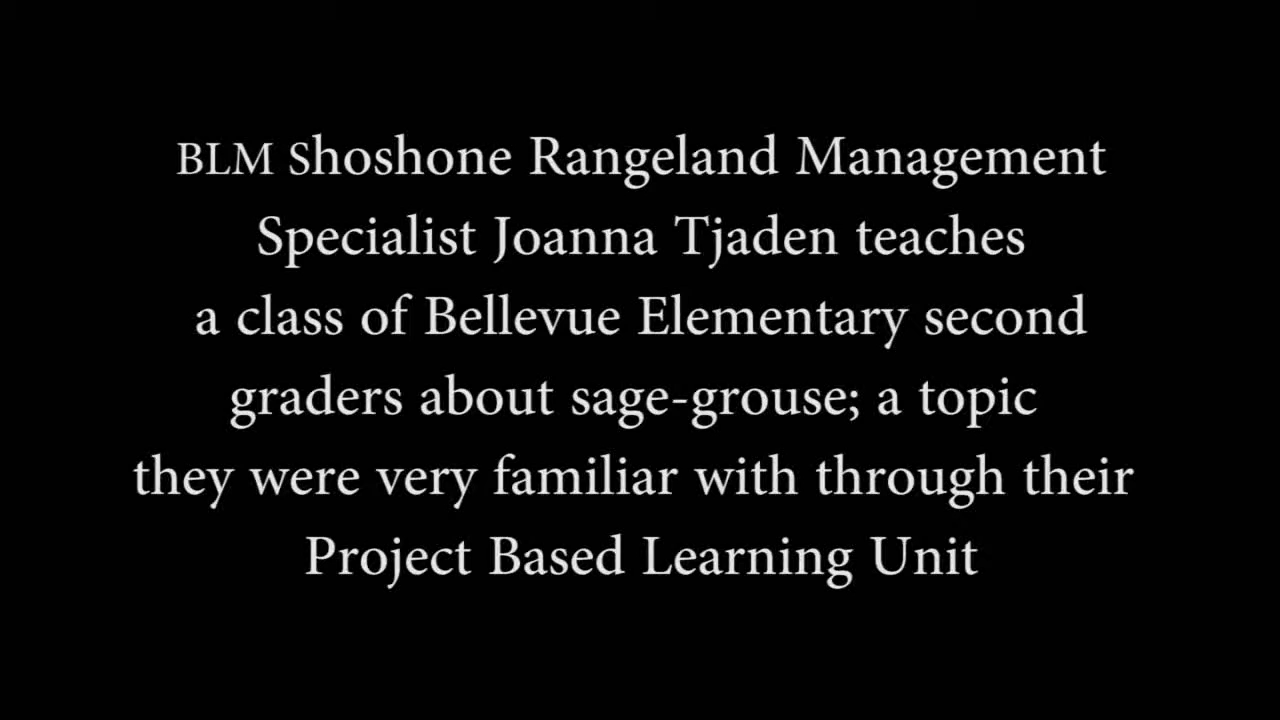 BLM Shoshone Rangeland Management
Specialist Joanna Tjaden teaches
a class of Bellevue Elementary second
graders about sage-grouse; a topic
they were very familiar with through their
Project Based Learning Unit